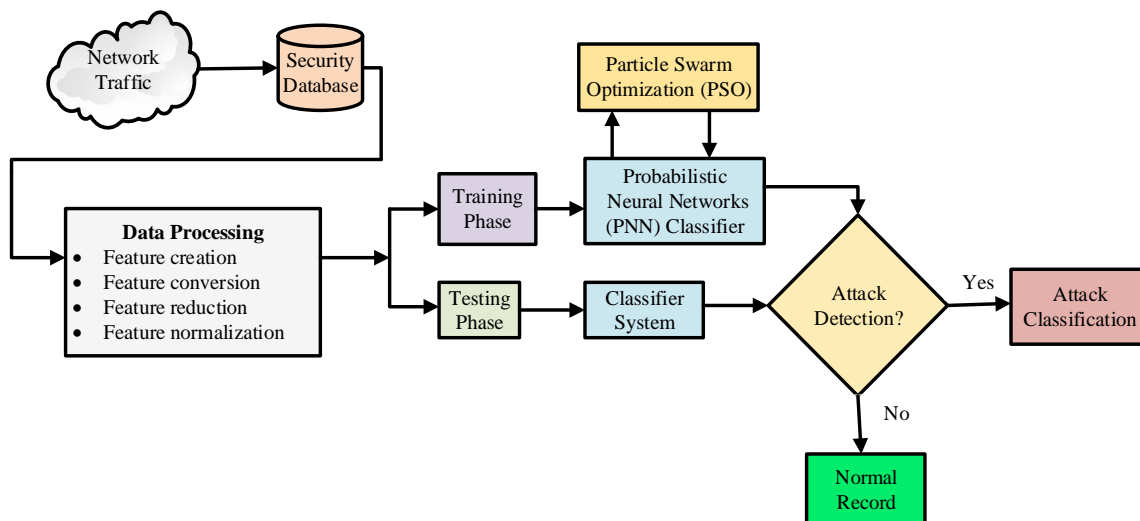 Network
Traffic
Security
Database
Particle Swarm
Optimization (PSO)
Training
Phase
Probabilistic
Neural Networks
(PNN) Classifier
Data Processing
• Feature creation
• Feature conversion
• Feature reduction
• Feature normalization
Testing
Phase
Classifier
System
Attack
Detection?
Yes
Attack
Classification
No
Normal
Record